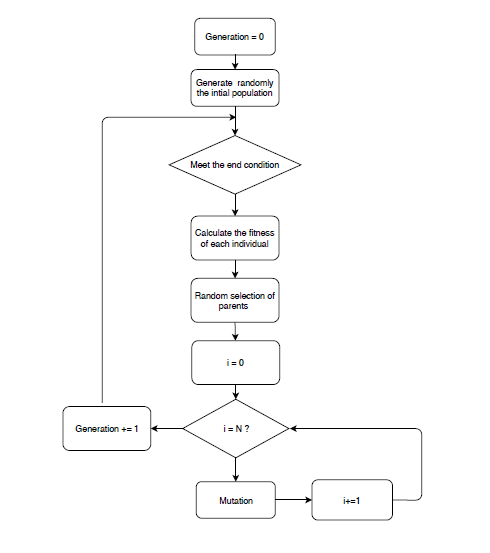 Generation = 0
Generate randomly
the intial population
Meet the end condition
Calculate the fitness
of each individual
Random selection of
parents
i = 0
i = N ?
Generation += 1
Mutation
i+=1